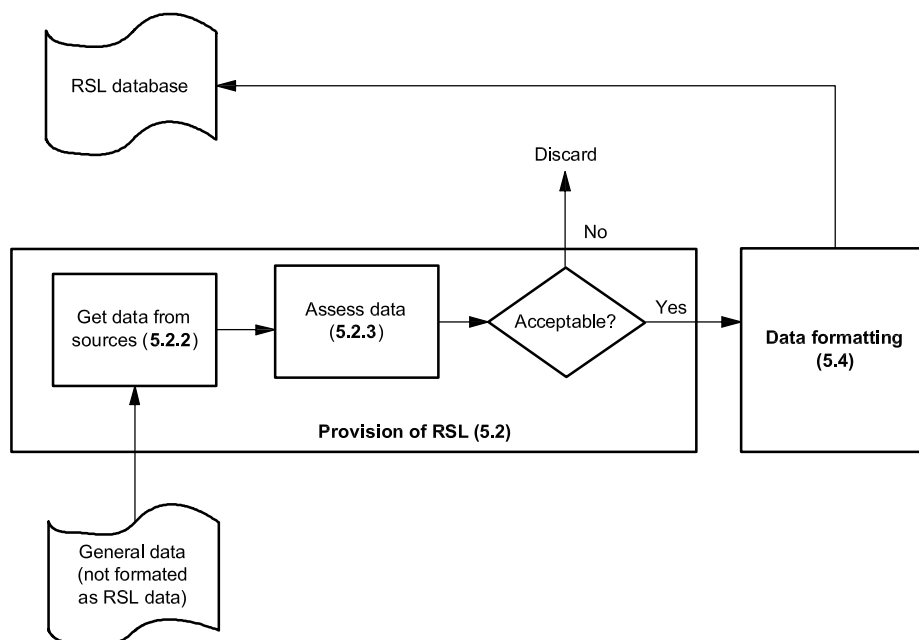 RSL database
Discard
No
Get data from
sources (5.2.2)
Assess data
(5.2.3)
Acceptable?
Yes
Data formatting
(5.4)
Provision of RSL (5.2)
General data
(not formated
as RSL data)